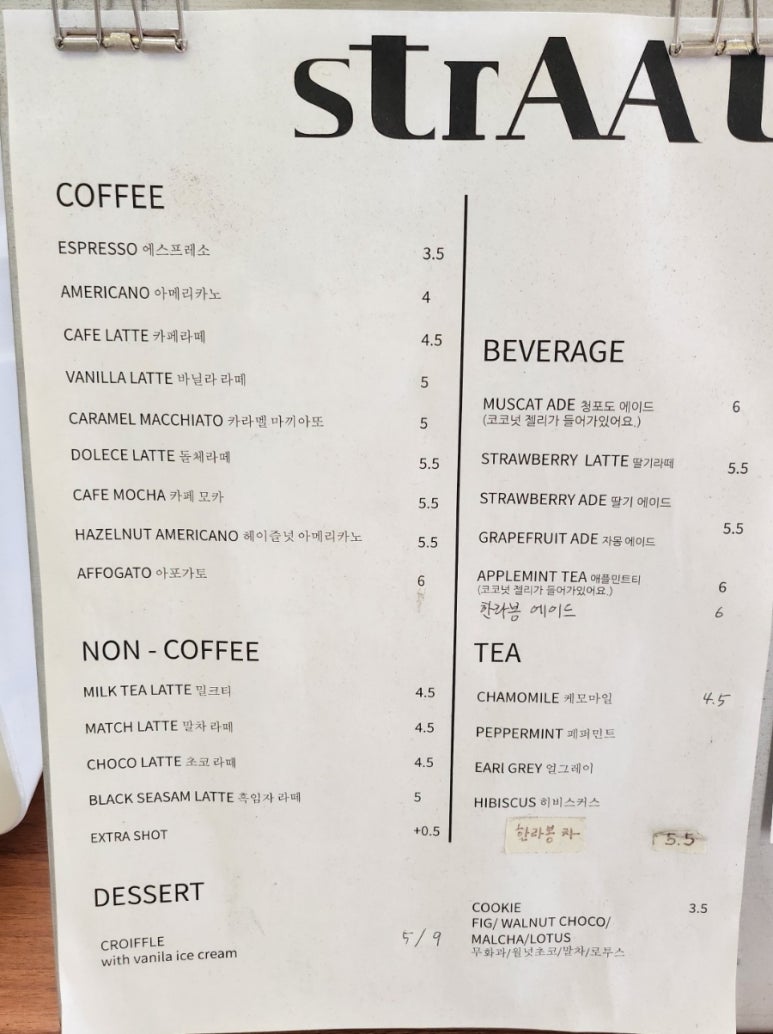 strAA
COFFEE
ESPRESSO 에스프레소 3.5
AMERICANO 아메리카노 4
CAFE LATTE 카페라떼 4.5
VANILLA LATTE 바닐라 라떼 5
CARAMEL MACCHIATO 카라멜 마끼아또 5
DOLECE LATTE 돌체라떼 5.5
CAFE MOCHA 카페 모카 5.5
HAZELNUT AMERICANO 헤이즐넛 아메리카노 5.5
AFFOGATO 아포가토 6
NON - COFFEE
MILK TEA LATTE 밀크티 4.5
MATCH LATTE 말차 라떼 4.5
CHOCO LATTE 초코 라떼 4.5
BLACK SEASAM LATTE 흑임자 라떼 5
EXTRA SHOT +0.5
DESSERT
CROIFFLE 5/9
with vanila ice cream
BEVERAGE
MUSCAT ADE 청포도 에이드 6
(코코넛 젤리가 들어가있어요.)
STRAWBERRY LATTE 딸기라떼 5.5
STRAWBERRY ADE 딸기 에이드
5.5
GRAPEFRUIT ADE 자몽 에이드
APPLEMINT TEA 애플민트티 6
(코코넛 젤리가 들어가있어요.)
한라봉 에이드 6
TEA
CHAMOMILE 케모마일 4.5
PEPPERMINT 페퍼민트
EARI GREY 얼그레이
HIBISCUS 히비스커스
한라봉 차 5.5
COOKIE 3.5
FIG/ WALNUT CHOCO/
MALCHA/LOTUS
무화과/월넛초코/말차/로투스